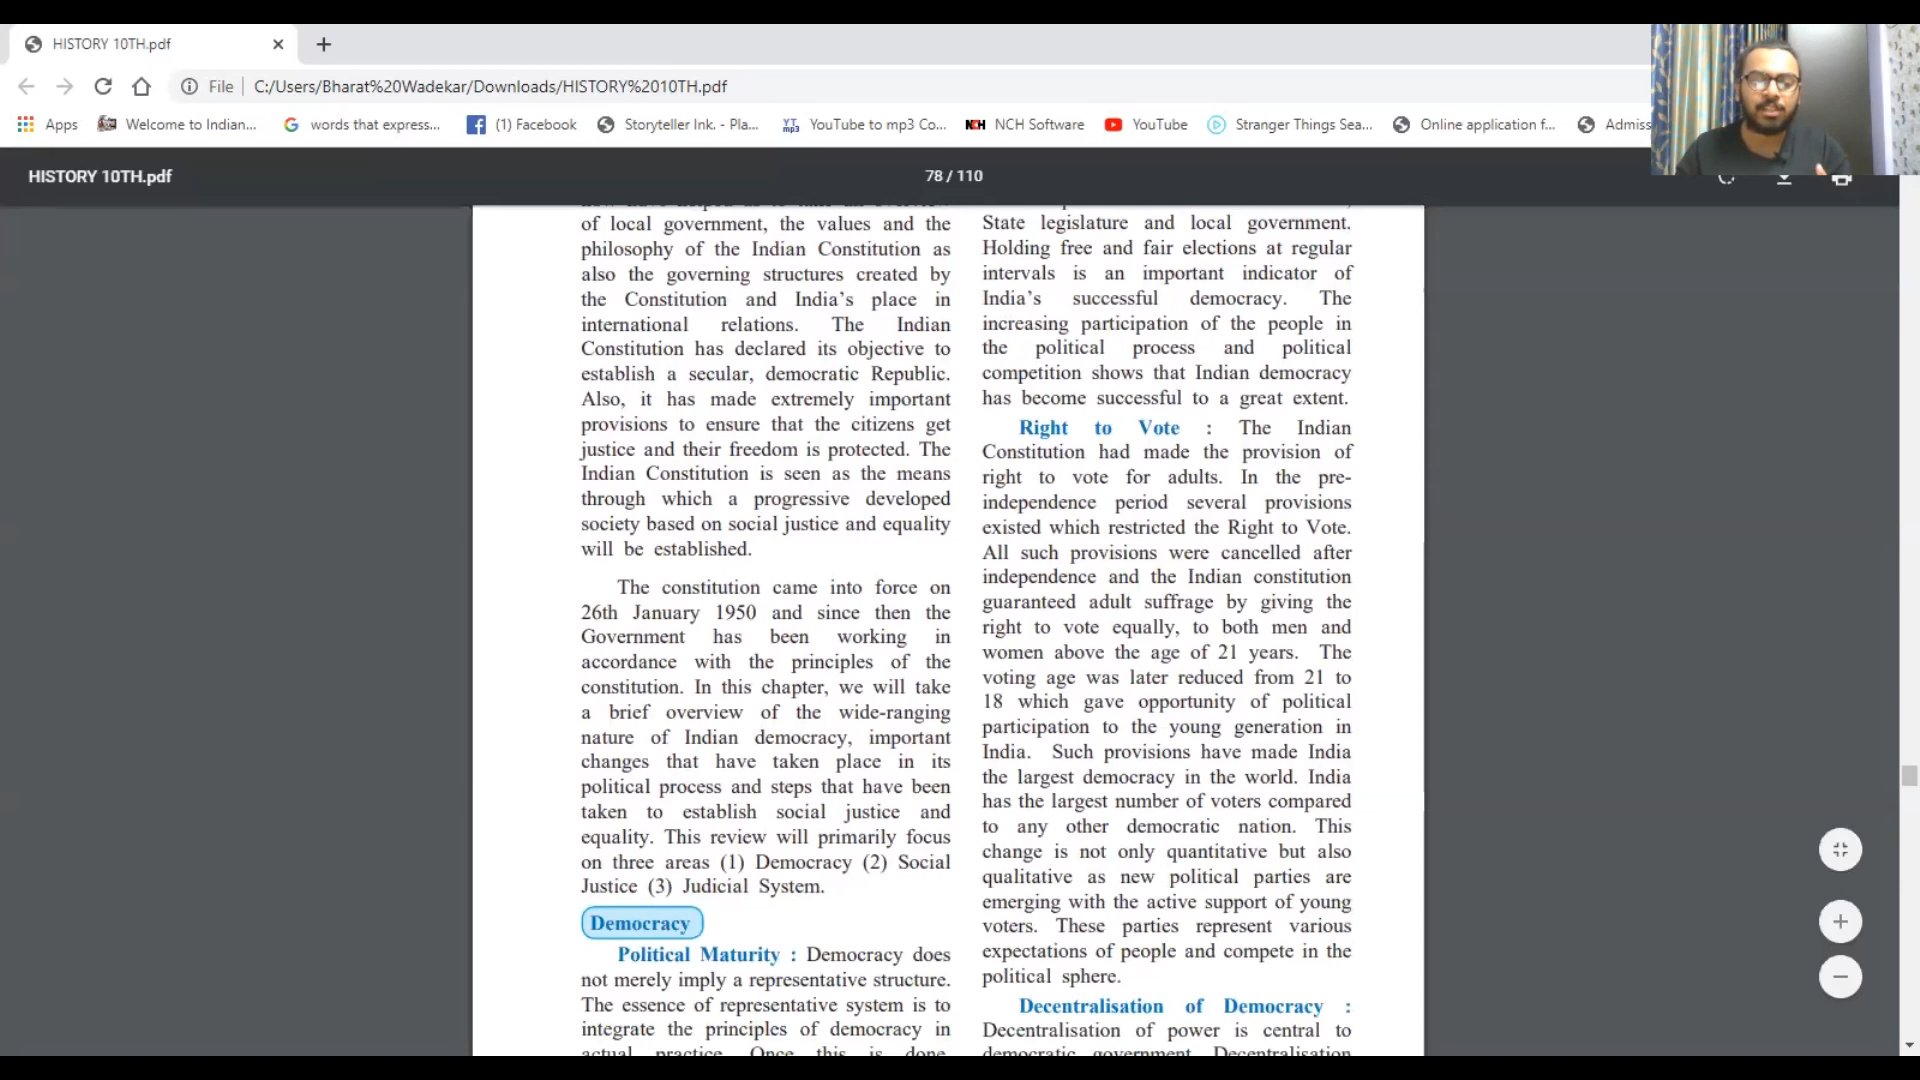 HISTORY 10TH.pdf
File
C:/Users/Bharat%20Wadekar/Downloads/HISTORY%2010TH.pdf
Apps
Welcome to Indian...
words that express...
(1) Facebook
Storyteller Ink. - Pla...
YouTube to mp3 Co...
NCH Software
YouTube
Stranger Things Sea...
Online application f...
Admiss
HISTORY 10TH.pdf
78 / 110
of local government, the values and the
philosophy of the Indian Constitution as
also the governing structures created by
the Constitution and India's place in
international relations. The Indian
Constitution has declared its objective to
establish a secular, democratic Republic.
Also, it has made extremely important
provisions to ensure that the citizens get
justice and their freedom is protected. The
Indian Constitution is seen as the means
through which a progressive developed
society based on social justice and equality
will be established.
The constitution came into force on
26th January 1950 and since then the
Government has been working in
accordance with the principles of the
constitution. In this chapter, we will take
a brief overview of the wide-ranging
nature of Indian democracy, important
changes that have taken place in its
political process and steps that have been
taken to establish social justice and
equality. This review will primarily focus
on three areas (1) Democracy (2) Social
Justice (3) Judicial System.
Democracy
Political Maturity : Democracy does
not merely imply a representative structure.
The essence of representative system is to
integrate the principles of democracy in
actual practice. Once this is done,
State legislature and local government.
Holding free and fair elections at regular
intervals is an important indicator of
India's successful democracy. The
increasing participation of the people in
the political process and political
competition shows that Indian democracy
has become successful to a great extent.
Right to Vote : The Indian
Constitution had made the provision of
right to vote for adults. In the pre-
independence period several provisions
existed which restricted the Right to Vote.
All such provisions were cancelled after
independence and the Indian constitution
guaranteed adult suffrage by giving the
right to vote equally, to both men and
women above the age of 21 years. The
voting age was later reduced from 21 to
18 which gave opportunity of political
participation to the young generation in
India. Such provisions have made India
the largest democracy in the world. India
has the largest number of voters compared
to any other democratic nation. This
change is not only quantitative but also
qualitative as new political parties are
emerging with the active support of young
voters. These parties represent various
expectations of people and compete in the
political sphere.
Decentralisation of Democracy :
Decentralisation of power is central to
democratic government. Decentralisation